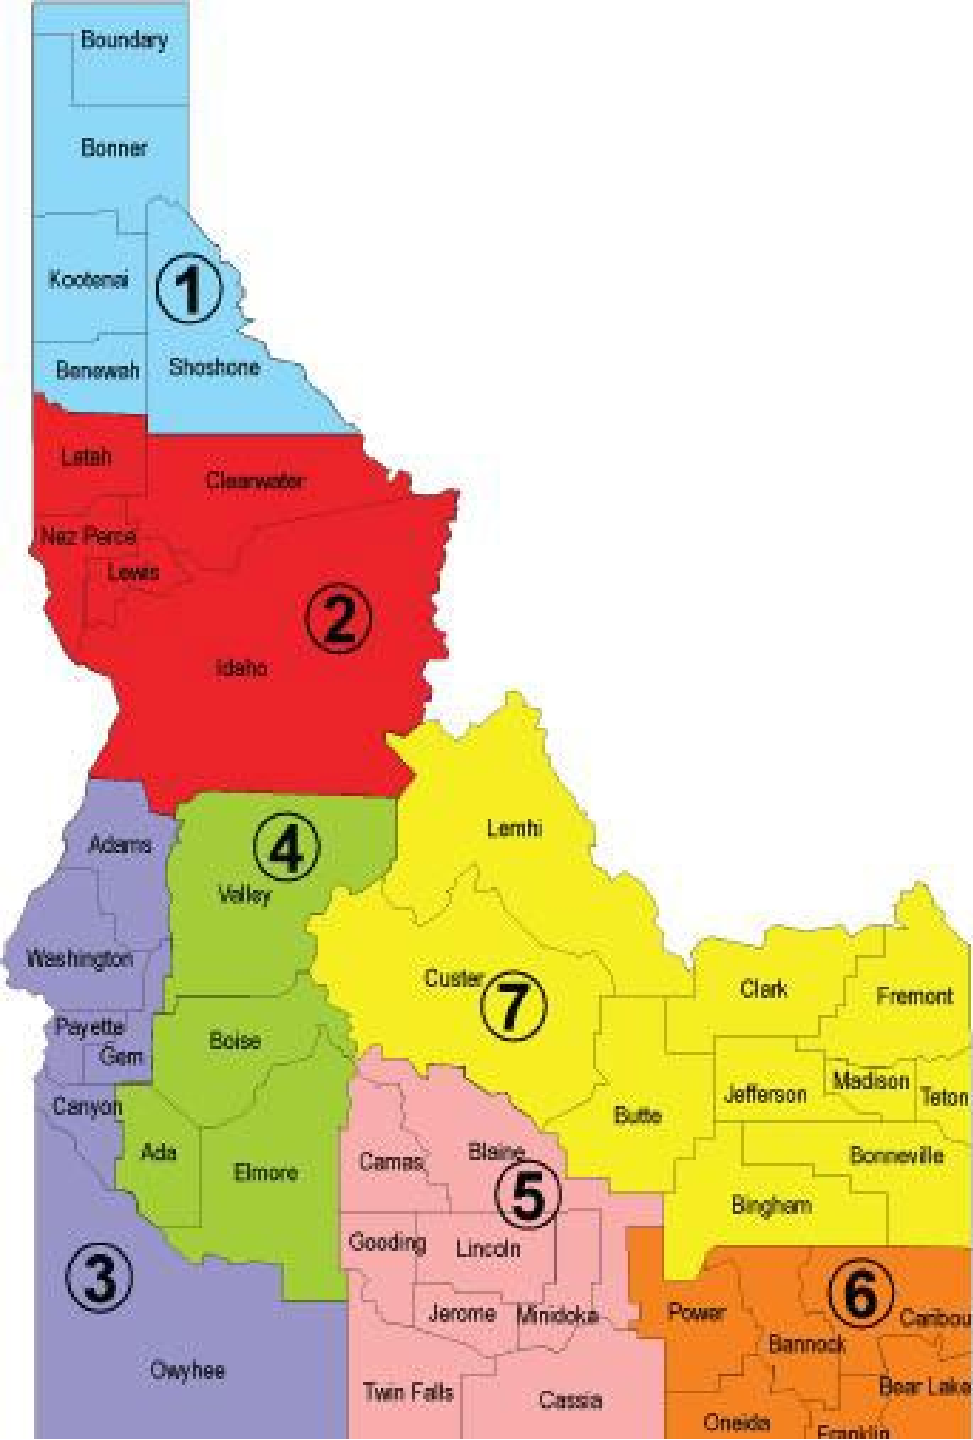 Boundary
Bonner
Kootenai
1
Benewah
Shoshone
Latah
Clearwater
Nez Perce
Lewis
2
Idaho
Lemhi
Adams
4
Valley
Washington
Custer
7
Clark
Fremont
Payette
Gem
Boise
Canyon
Jefferson
Madison
Teton
Butte
Ada
Elmore
Camas
Blaine
Bonneville
5
Bingham
Gooding
Lincoln
3
6
Power
Caribou
Jerome
Minidoka
Bannock
Owyhee
Twin Falls
Cassia
Bear Lake
Oneida
Franklin